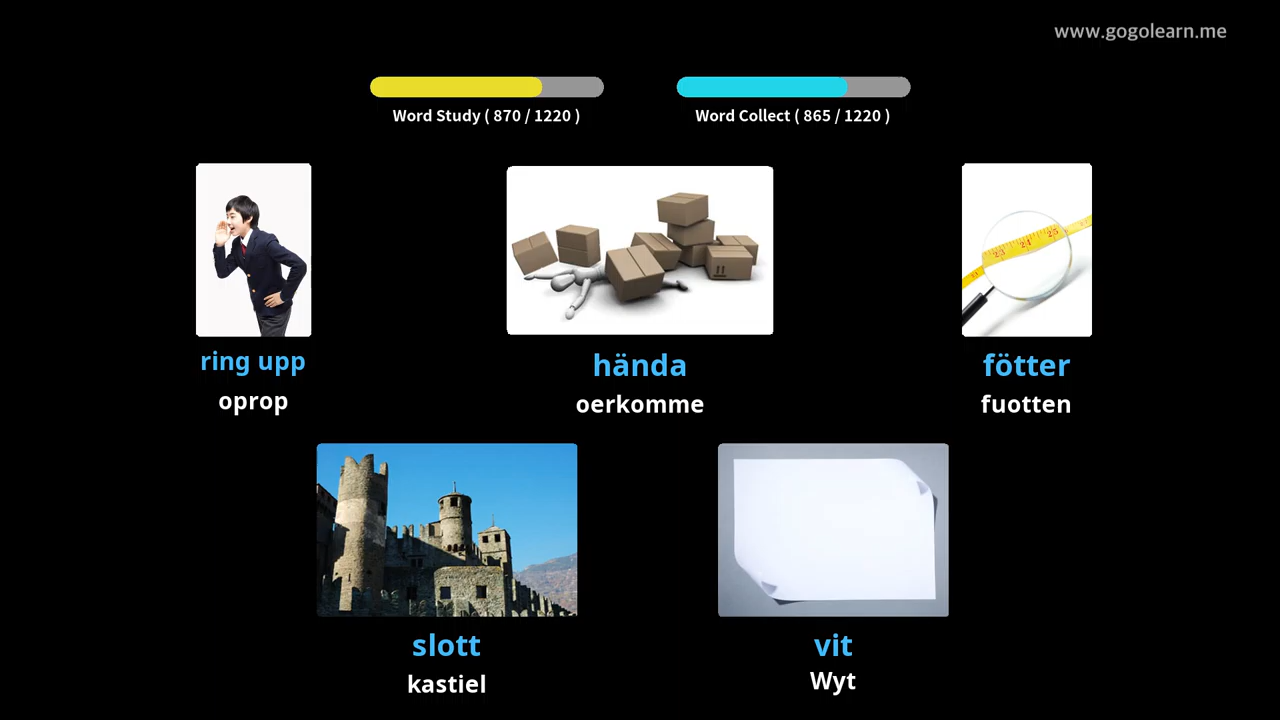 www.gogolearn.me
Word Study ( 870 / 1220 )
Word Collect ( 865 / 1220 )
ring upp
oprop
hända
oerkomme
fötter
fuotten
slott
kastiel
vit
Wyt